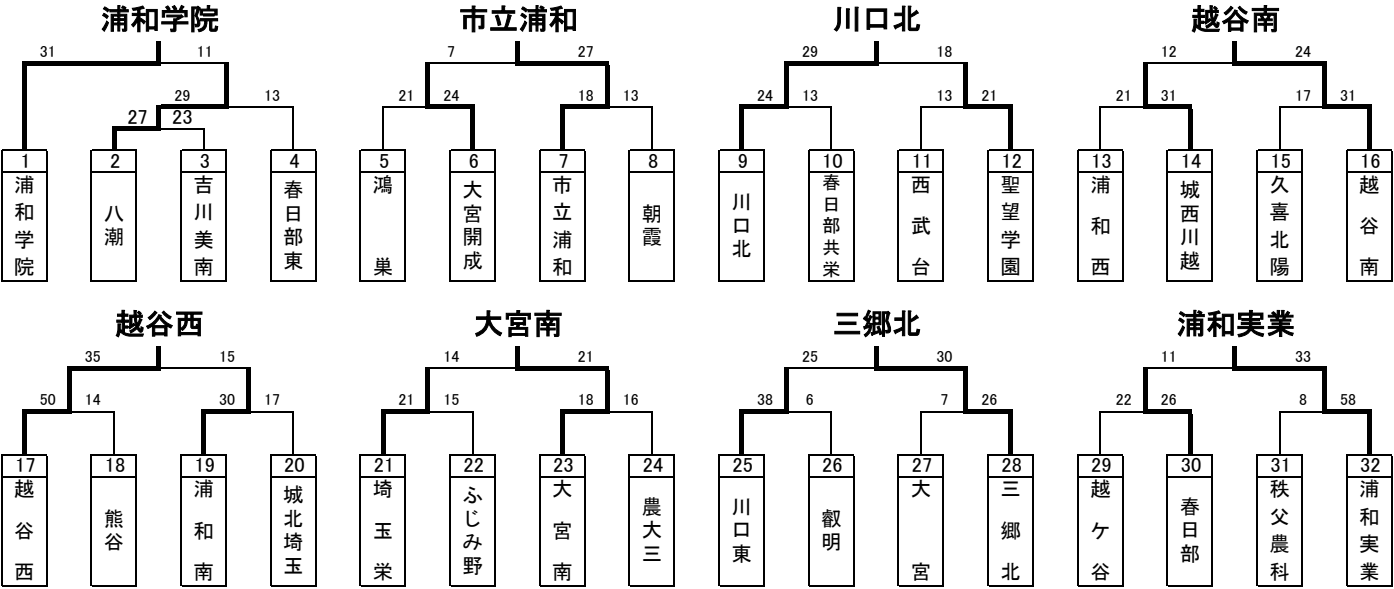 浦和学院 市立浦和 川口北 越谷南
31 11 7 27 29 18 12 24
29 13 21 24 18 13 24 13 13 21 21 31 17 31
27 23
1 2 3 4 5 6 7 8 9 10 11 12 13 14 15 16
浦和学院
八潮
吉川美南
春日部東
鴻巣
大宮開成
市立浦和
朝霞
川口北
春日部共栄
西武台
聖望学園
浦和西
城西川越
久喜北陽
越谷南
越谷西 大宮南 三郷北 浦和実業
35 15 14 21 25 30 11 33
50 14 30 17 21 15 18 16 38 6 7 26 22 26 8 58
17 18 19 20 21 22 23 24 25 26 27 28 29 30 31 32
越谷西
熊谷
浦和南
城北埼玉
埼玉栄
ふじみ野
大宮南
農大三
川口東
叡明
大宮
三郷北
越ケ谷
春日部
秩父農科
浦和実業